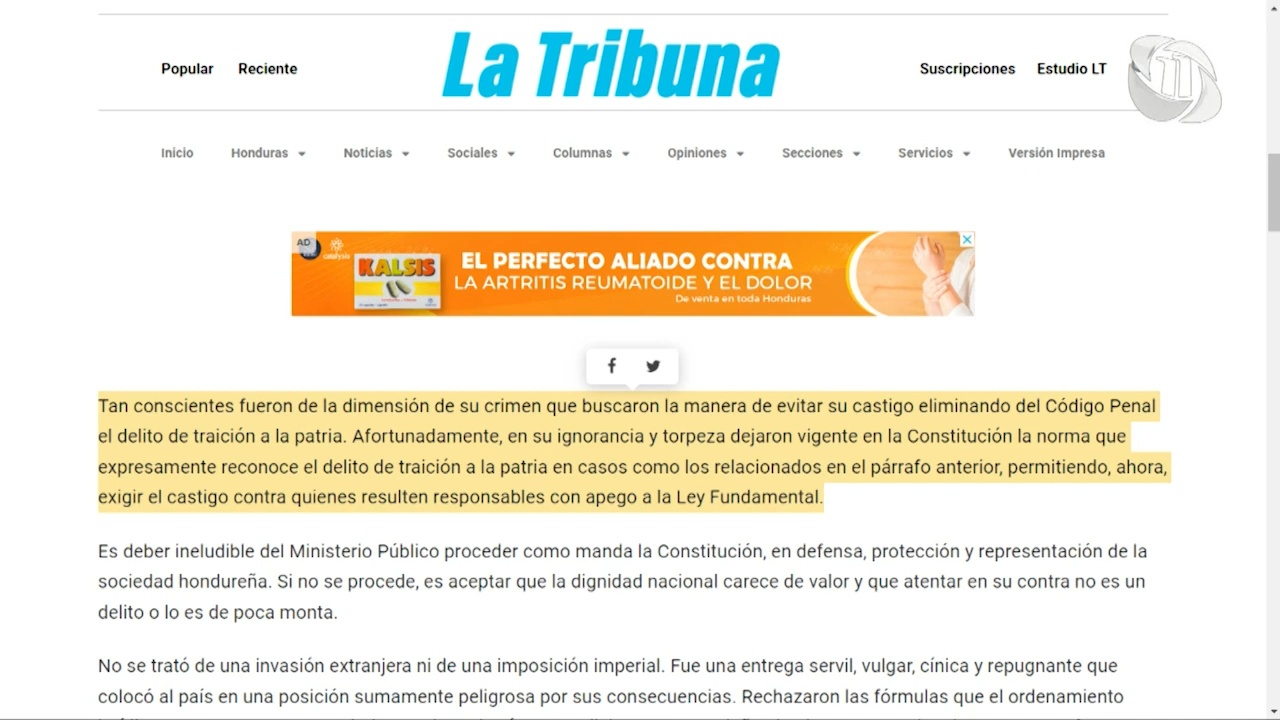 Popular Reciente La Tribuna Suscripciones Estudio LT
Inicio Honduras Noticias Sociales Columnas Opiniones Secciones Servicios Versión Impresa
AD
catalysis
KALSIS
EL PERFECTO ALIADO CONTRA
LA ARTRITIS REUMATOIDE Y EL DOLOR
De venta en toda Honduras
Tan conscientes fueron de la dimensión de su crimen que buscaron la manera de evitar su castigo eliminando del Código Penal
el delito de traición a la patria. Afortunadamente, en su ignorancia y torpeza dejaron vigente en la Constitución la norma que
expresamente reconoce el delito de traición a la patria en casos como los relacionados en el párrafo anterior, permitiendo, ahora,
exigir el castigo contra quienes resulten responsables con apego a la Ley Fundamental.
Es deber ineludible del Ministerio Público proceder como manda la Constitución, en defensa, protección y representación de la
sociedad hondureña. Si no se procede, es aceptar que la dignidad nacional carece de valor y que atentar en su contra no es un
delito o lo es de poca monta.
No se trató de una invasión extranjera ni de una imposición imperial. Fue una entrega servil, vulgar, cínica y repugnante que
colocó al país en una posición sumamente peligrosa por sus consecuencias. Rechazaron las fórmulas que el ordenamiento